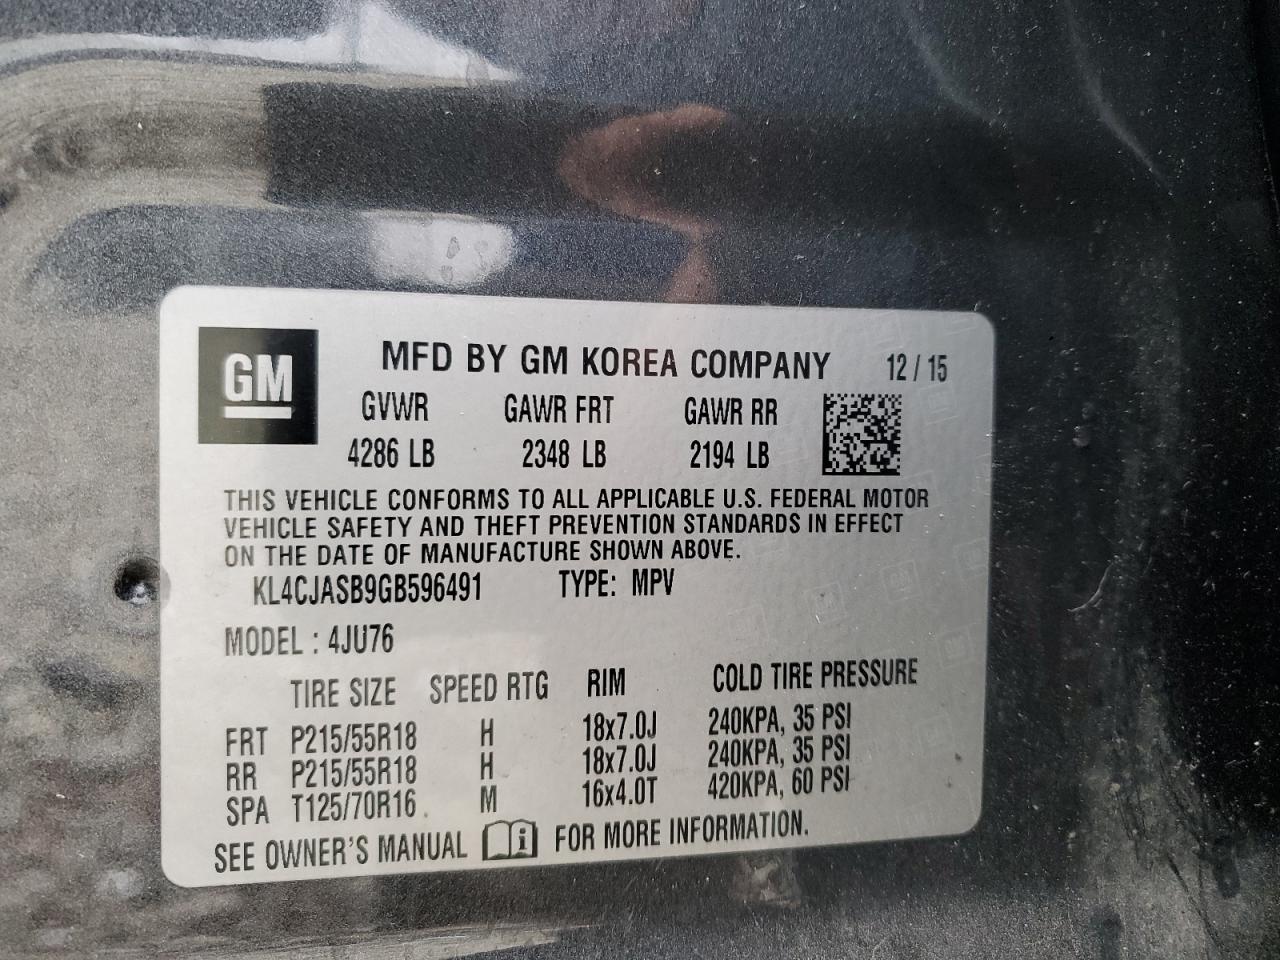 GM
MFD BY GM KOREA COMPANY 12 / 15
GVWR GAWR FRT GAWR RR
4286 LB 2348 LB 2194 LB
THIS VEHICLE CONFORMS TO ALL APPLICABLE U.S. FEDERAL MOTOR
VEHICLE SAFETY AND THEFT PREVENTION STANDARDS IN EFFECT
ON THE DATE OF MANUFACTURE SHOWN ABOVE.
KL4CJASB9GB596491 TYPE: MPV
MODEL : 4JU76
TIRE SIZE SPEED RTG RIM COLD TIRE PRESSURE
FRT P215/55R18 H 18x7.0J 240KPA, 35 PSI
RR P215/55R18 H 18x7.0J 240KPA, 35 PSI
SPA T125/70R16 M 16x4.0T 420KPA, 60 PSI
SEE OWNER'S MANUAL i FOR MORE INFORMATION.